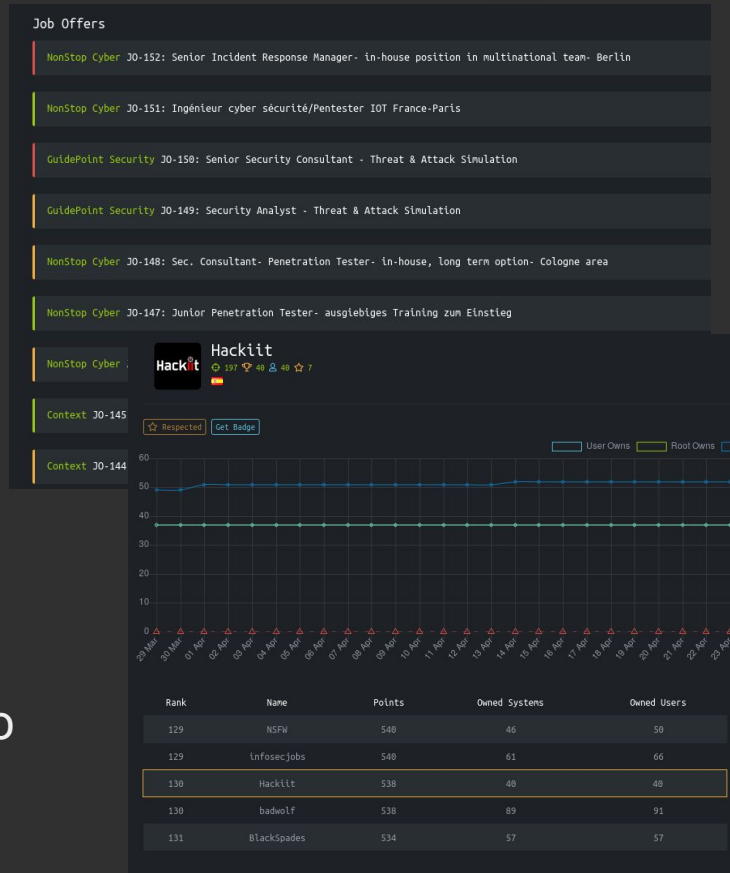 Job Offers
NonStop Cyber JO-152: Senior Incident Response Manager- in-house position in multinational team- Berlin
NonStop Cyber JO-151: Ingénieur cyber sécurité/Pentester IOT France-Paris
GuidePoint Security JO-150: Senior Security Consultant - Threat & Attack Simulation
GuidePoint Security JO-149: Security Analyst - Threat & Attack Simulation
NonStop Cyber JO-148: Sec. Consultant- Penetration Tester- in-house, long term option- Cologne area
NonStop Cyber JO-147: Junior Penetration Tester- ausgiebiges Training zum Einstieg
NonStop Cyber
Context JO-145
Context JO-144
Hackiit
Hackiit
197 40 40 7
Respected Get Badge
User Owns Root Owns
60
50
40
30
20
10
0
29 Mar 30 Mar 01 Apr 02 Apr 03 Apr 04 Apr 05 Apr 06 Apr 07 Apr 08 Apr 09 Apr 10 Apr 11 Apr 12 Apr 13 Apr 14 Apr 15 Apr 16 Apr 17 Apr 18 Apr 19 Apr 20 Apr 21 Apr 22 Apr 23 Apr
Rank Name Points Owned Systems Owned Users
129 NSFW 540 46 50
129 infosecjobs 540 61 66
130 Hackiit 538 40 40
130 badwolf 538 89 91
131 BlackSpades 534 57 57